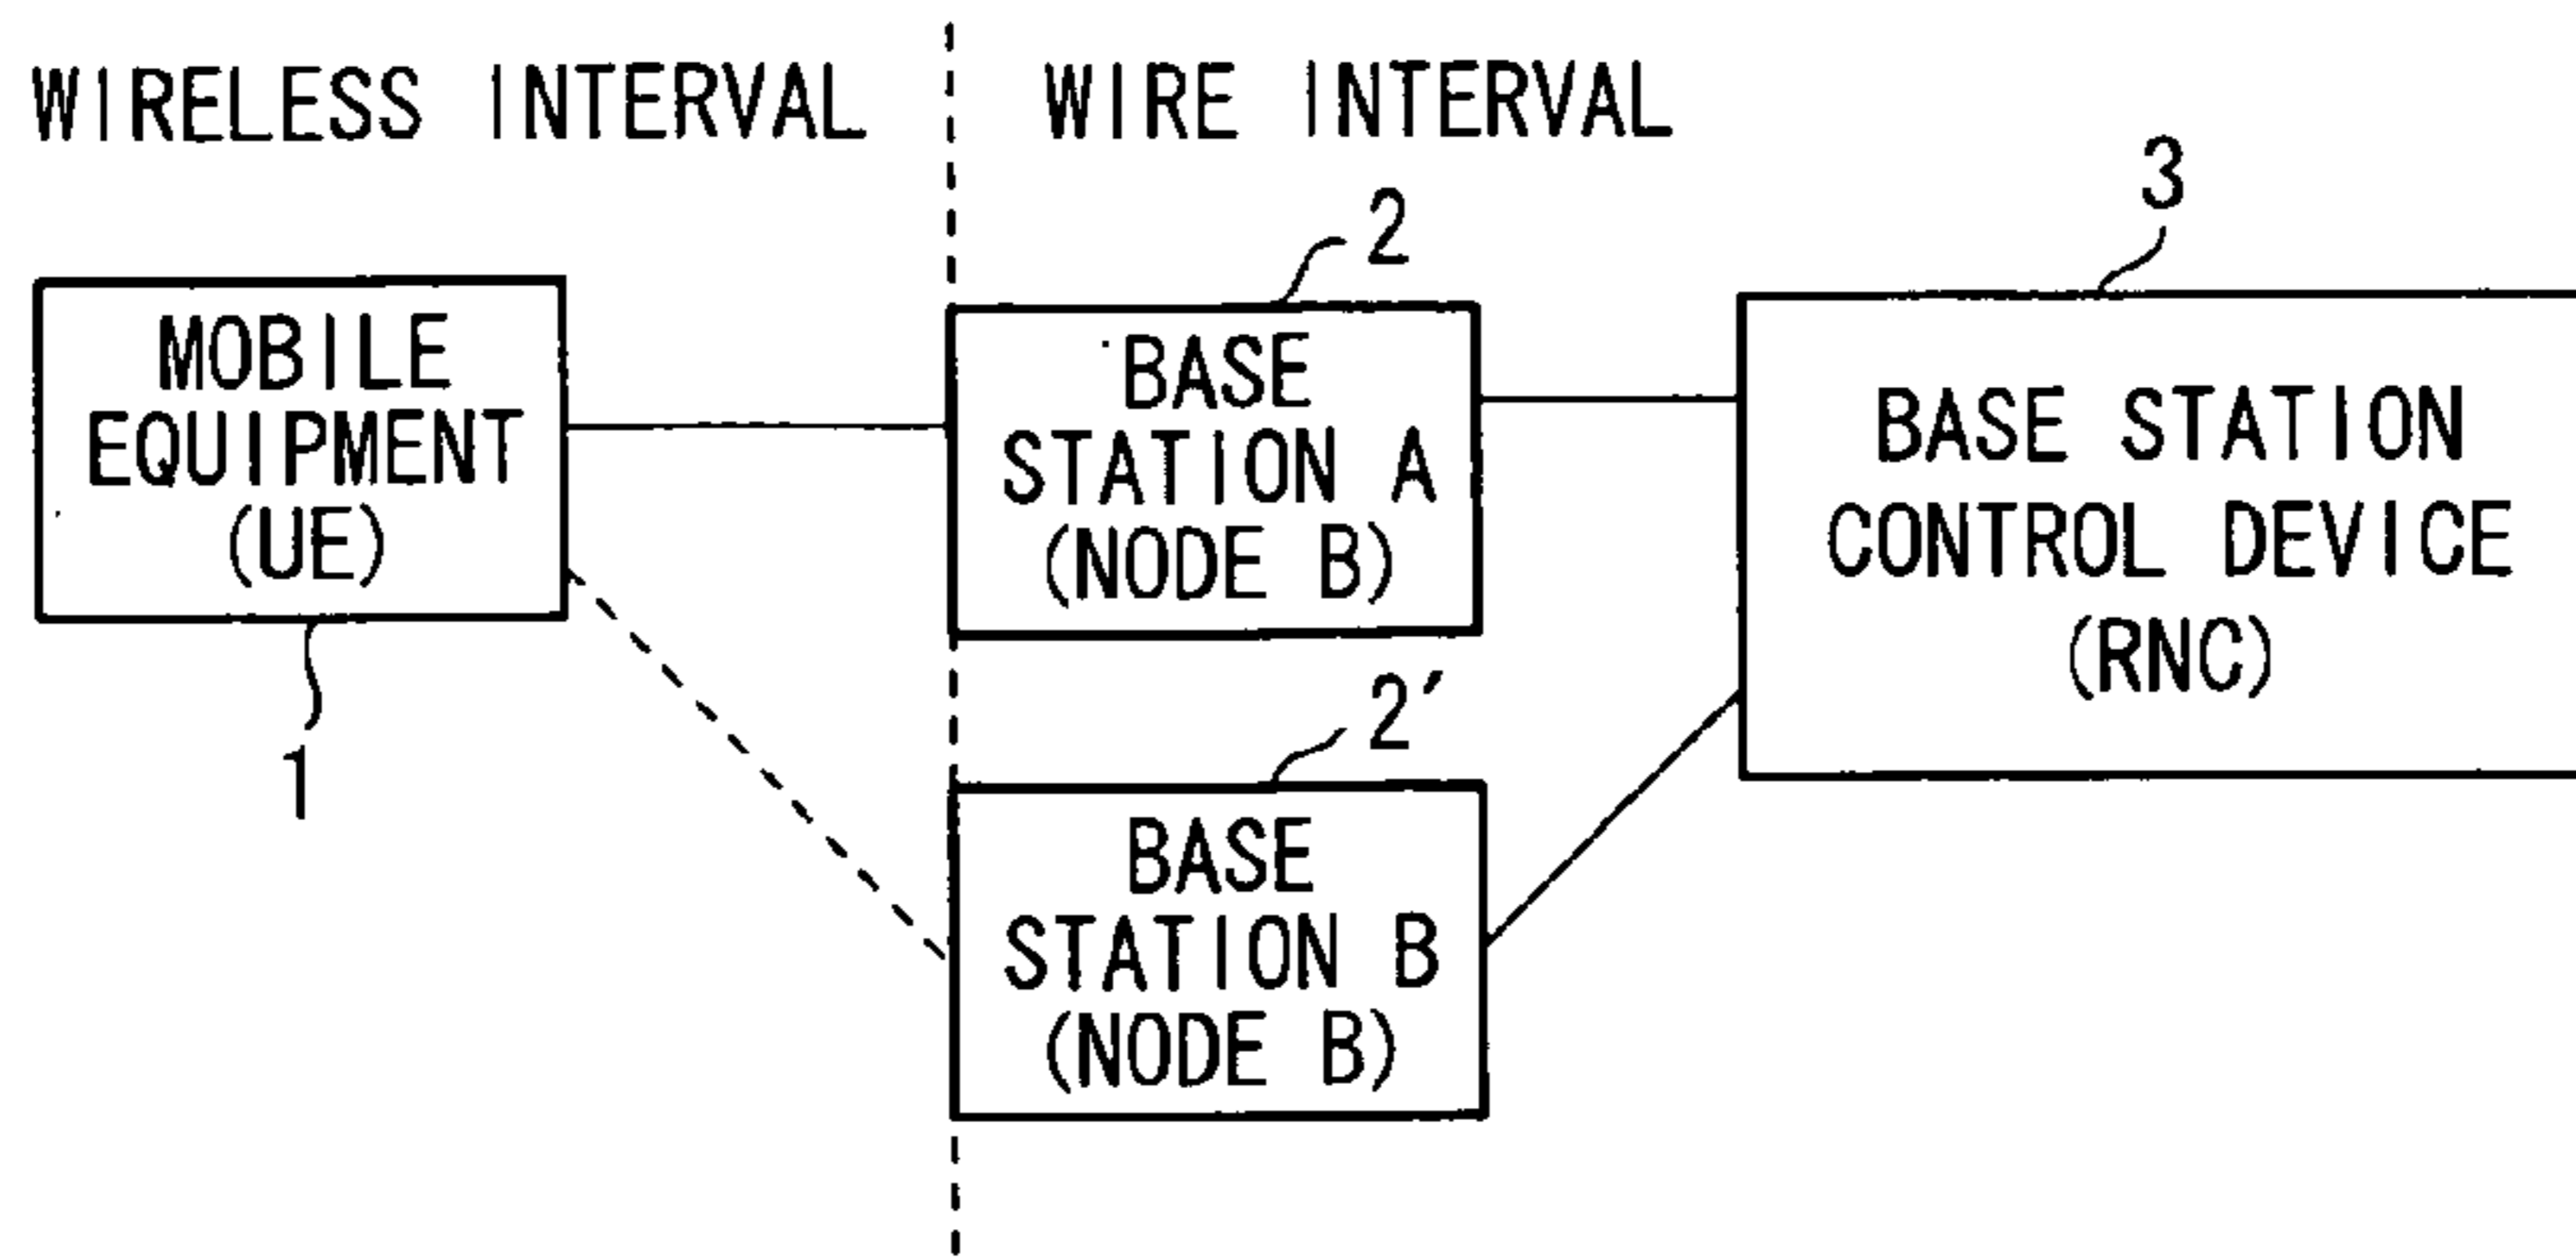 WIRELESS INTERVAL
WIRE INTERVAL
3
2
MOBILE
EQUIPMENT
(UE)
1
BASE
STATION A
(NODE B)
BASE STATION
CONTROL DEVICE
(RNC)
2'
BASE
STATION B
(NODE B)